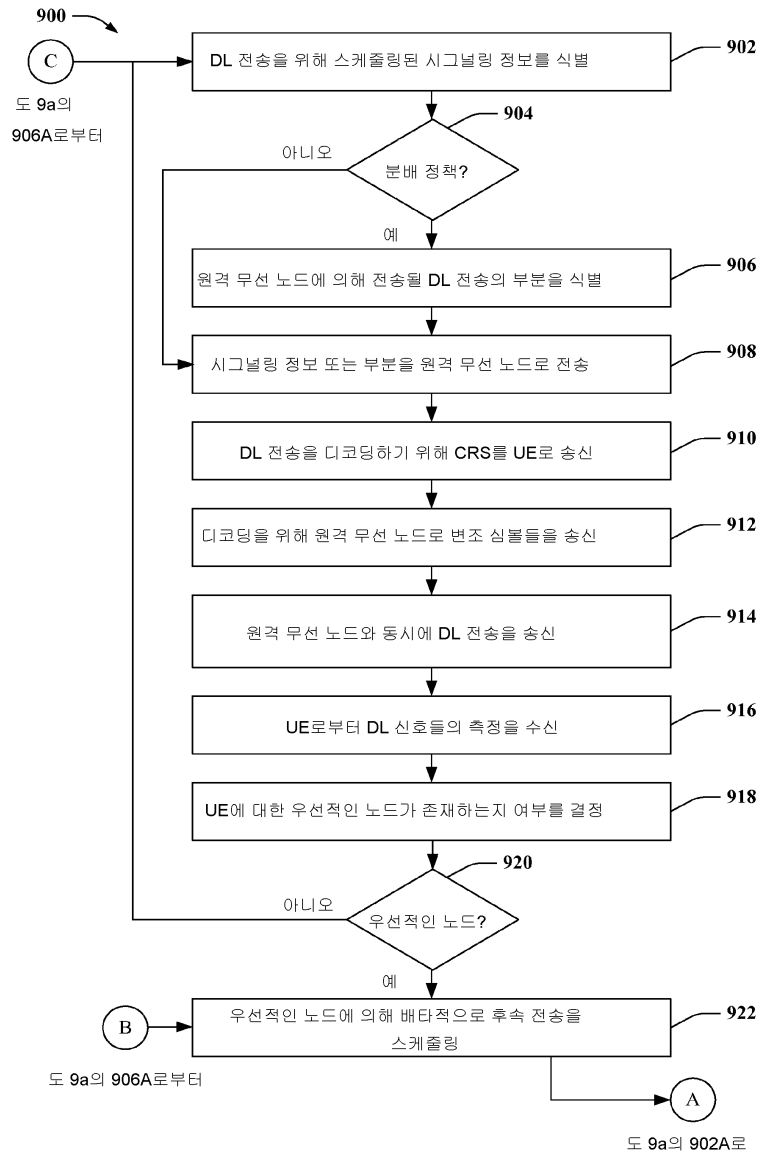 900
C
도 9a의
906A로부터
DL 전송을 위해 스케줄링된 시그널링 정보를 식별
902
904
분배 정책?
아니오
예
원격 무선 노드에 의해 전송될 DL 전송의 부분을 식별
906
시그널링 정보 또는 부분을 원격 무선 노드로 전송
908
DL 전송을 디코딩하기 위해 CRS를 UE로 송신
910
디코딩을 위해 원격 무선 노드로 변조 심볼들을 송신
912
원격 무선 노드와 동시에 DL 전송을 송신
914
UE로부터 DL 신호들의 측정을 수신
916
UE에 대한 우선적인 노드가 존재하는지 여부를 결정
918
920
아니오
우선적인 노드?
예
B
도 9a의 906A로부터
우선적인 노드에 의해 배타적으로 후속 전송을
스케줄링
922
A
도 9a의 902A로